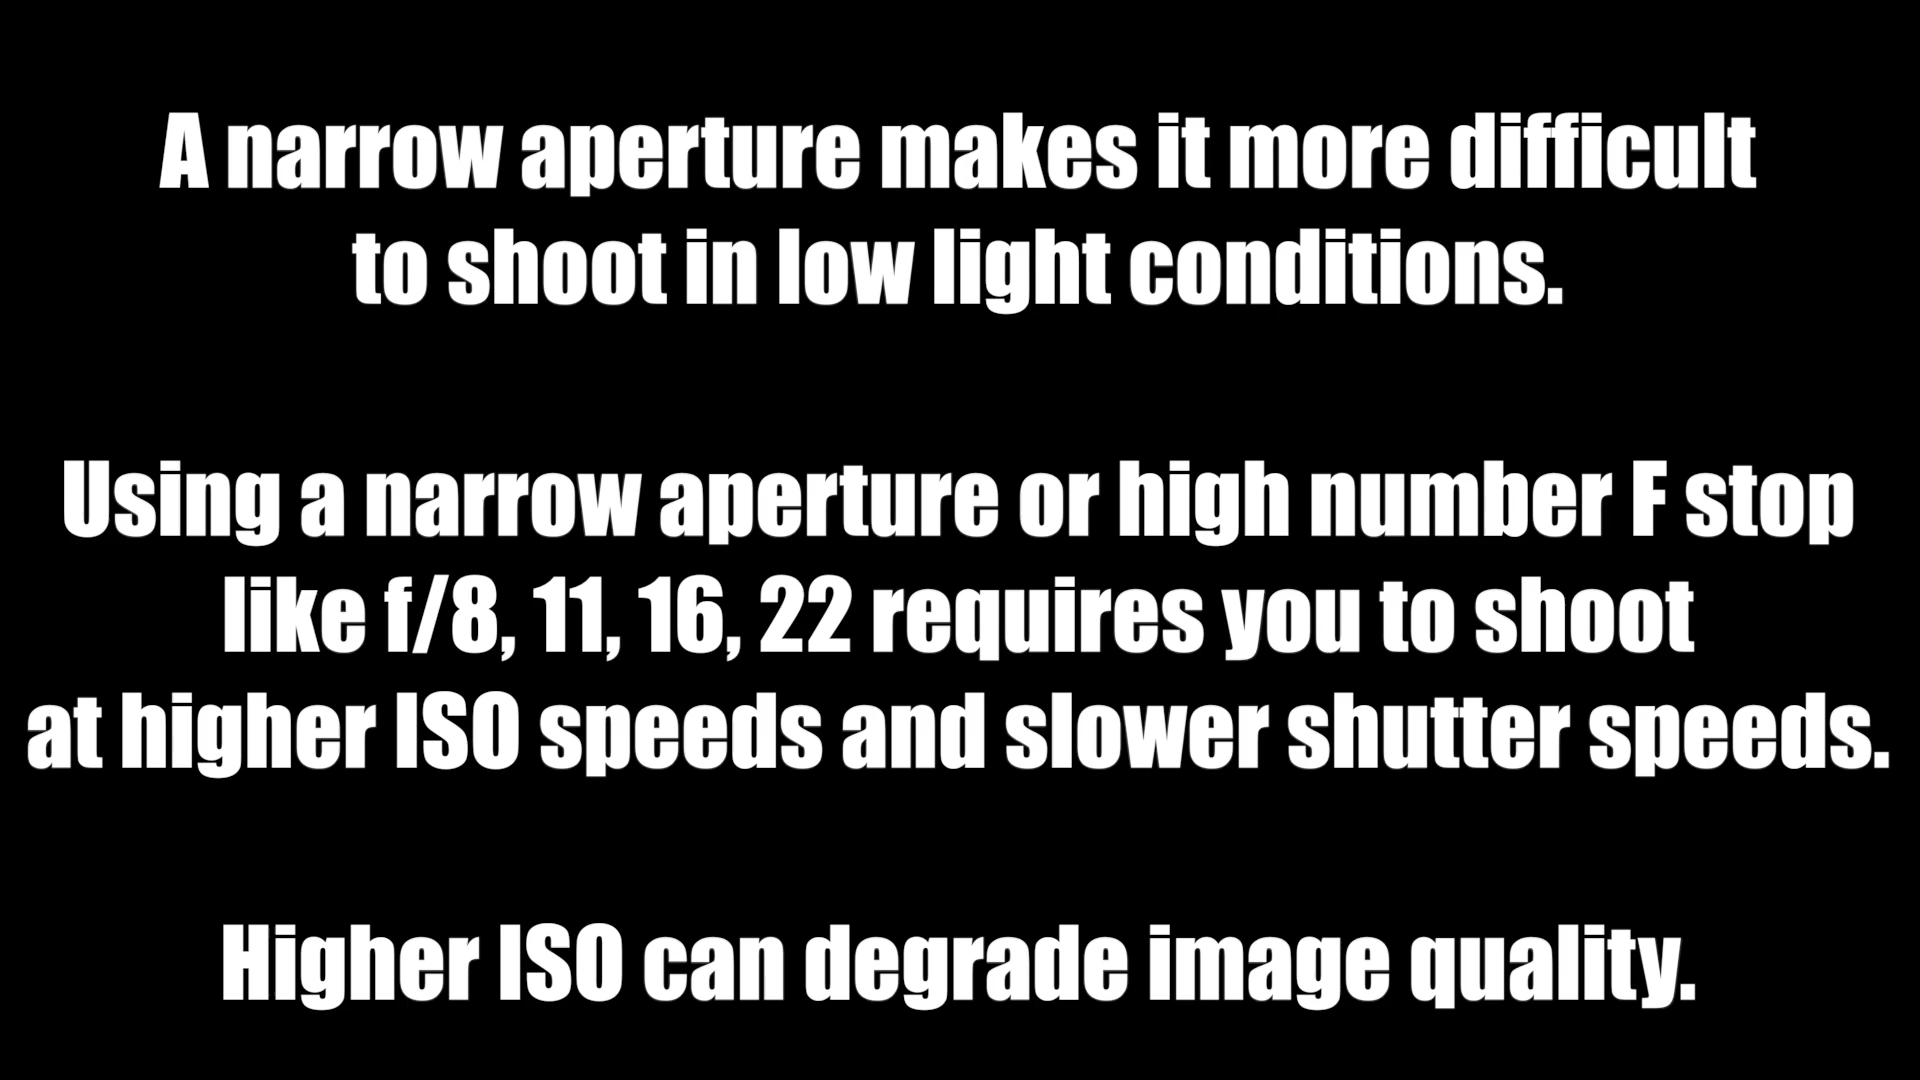 A narrow aperture makes it more difficult
to shoot in low light conditions.
Using a narrow aperture or high number F stop
like f/8, 11, 16, 22 requires you to shoot
at higher ISO speeds and slower shutter speeds.
Higher ISO can degrade image quality.